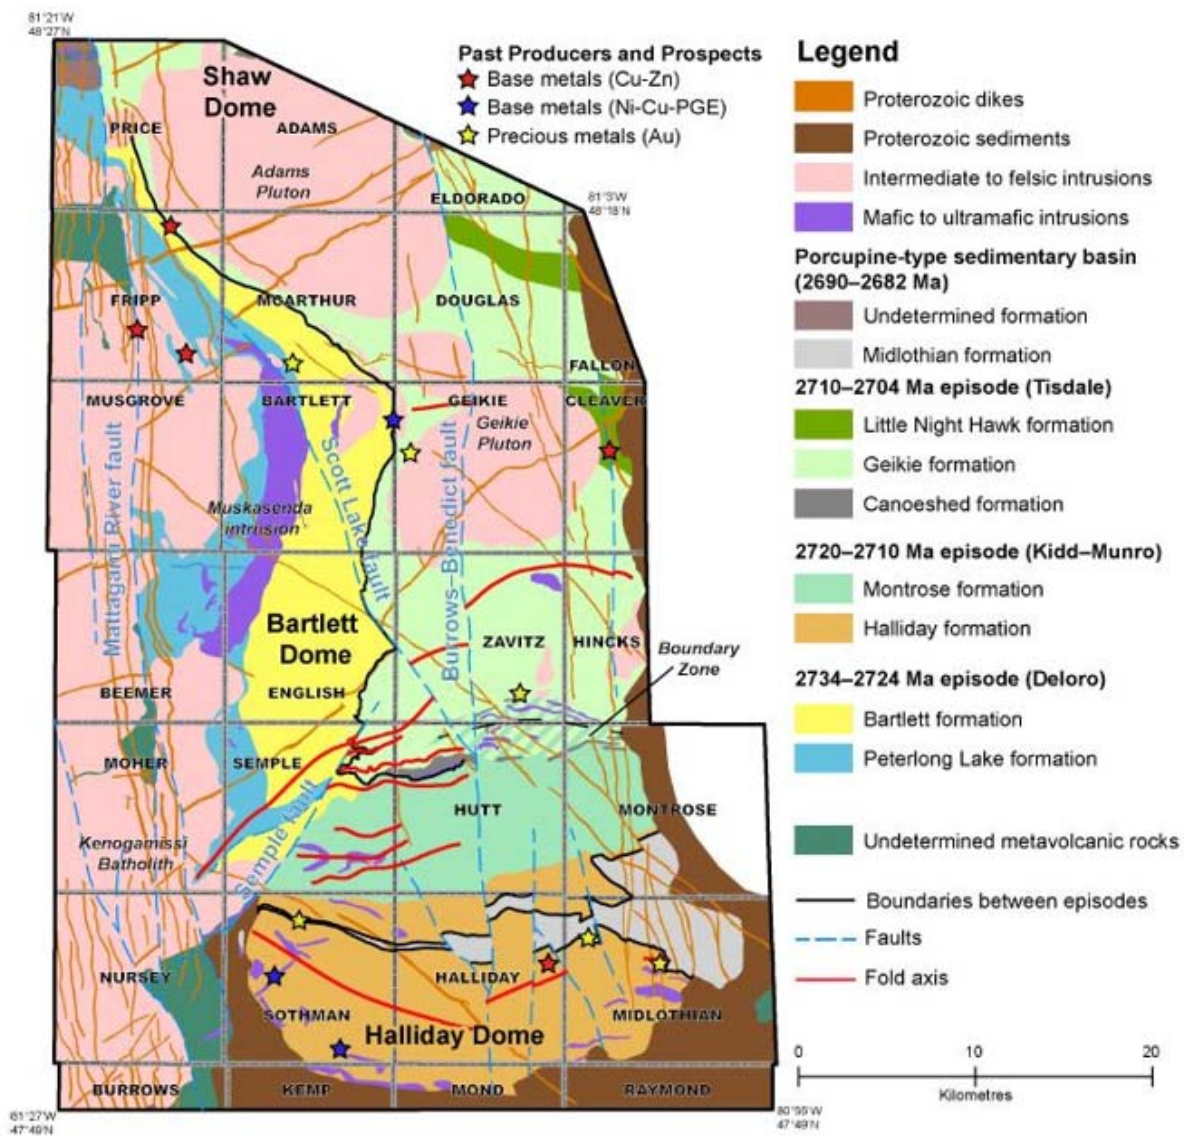 81°21'W
48°27'N
Past Producers and Prospects
Base metals (Cu-Zn)
Base metals (Ni-Cu-PGE)
Precious metals (Au)
Shaw
Dome
PRICE
ADAMS
Adams
Pluton
ELDORADO
81°3'W
48°18'N
FRIPP
MCARTHUR
DOUGLAS
FALLON
MUSGROVE
BARTLETT
GEIKIE
CLEAVER
Geikie
Pluton
Mattagami River fault
Scott Lake fault
Burrows–Benedict fault
Muskasenda
intrusion
Bartlett
Dome
ZAVITZ
HINCKS
Boundary
Zone
BEEMER
ENGLISH
MOHER
SEMPLE
HUTT
MONTROSE
Kenogamissi
Batholith
Semple fault
NURSEY
HALLIDAY
SOTHMAN
MIDLOTHIAN
Halliday Dome
BURROWS
KEMP
MOND
RAYMOND
81°27'W
47°49'N
80°55'W
47°49'N
Legend
Proterozoic dikes
Proterozoic sediments
Intermediate to felsic intrusions
Mafic to ultramafic intrusions
Porcupine-type sedimentary basin
(2690–2682 Ma)
Undetermined formation
Midlothian formation
2710–2704 Ma episode (Tisdale)
Little Night Hawk formation
Geikie formation
Canoeshed formation
2720–2710 Ma episode (Kidd–Munro)
Montrose formation
Halliday formation
2734–2724 Ma episode (Deloro)
Bartlett formation
Peterlong Lake formation
Undetermined metavolcanic rocks
Boundaries between episodes
Faults
Fold axis
0 10 20
Kilometres